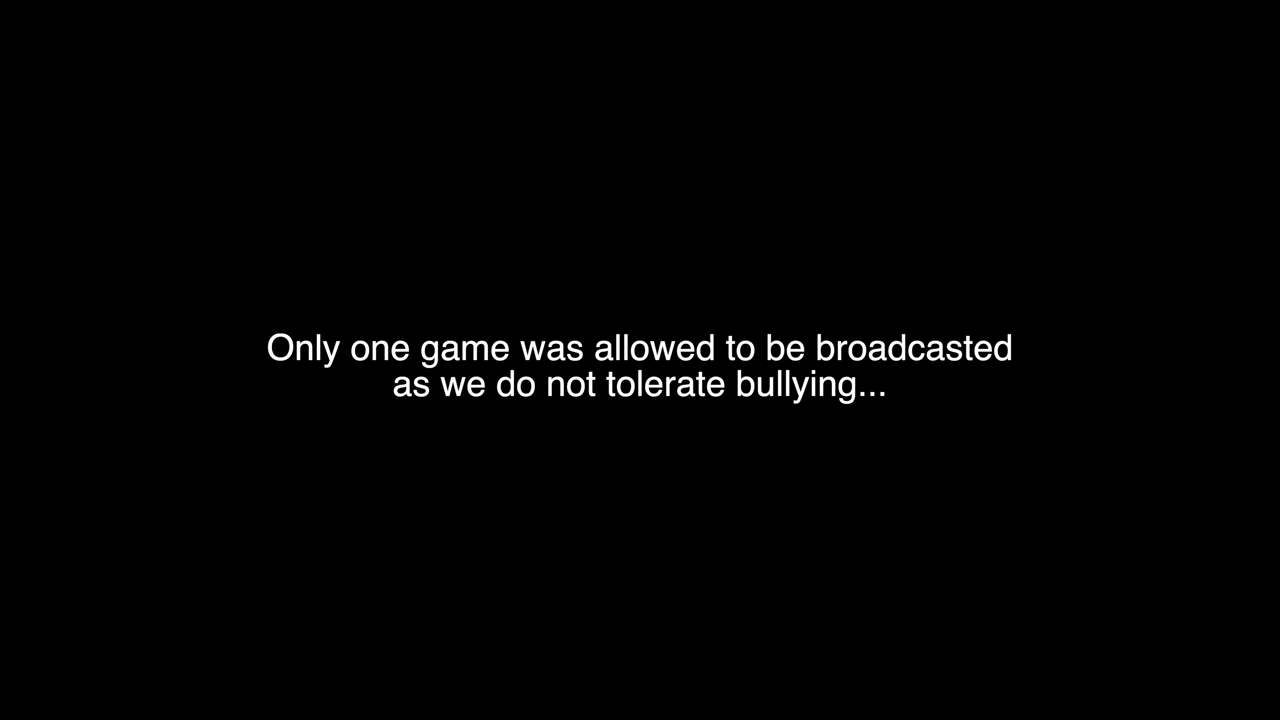 Only one game was allowed to be broadcasted
as we do not tolerate bullying...